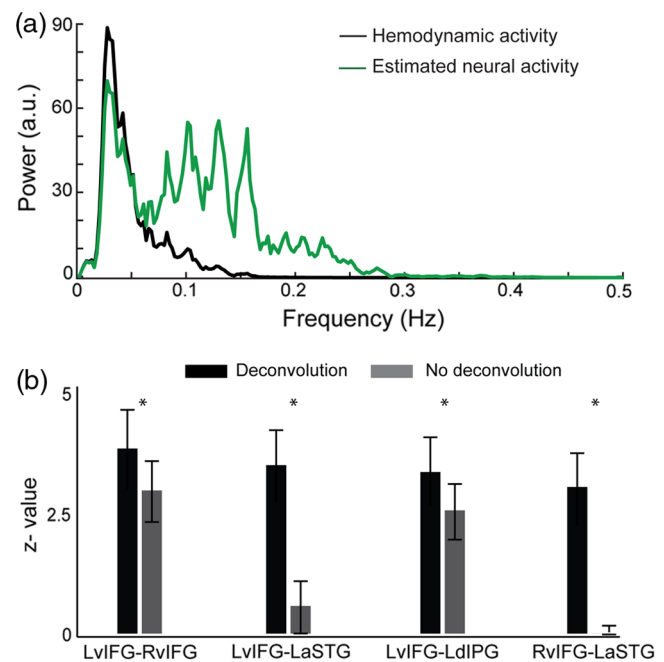 (a)
90
60
30
0
Power (a.u.)
Hemodynamic activity
Estimated neural activity
0 0.1 0.2 0.3 0.4 0.5
Frequency (Hz)
(b)
Deconvolution No deconvolution
5
2.5
0
z- value
* * * *
LvIFG-RvIFG LvIFG-LaSTG LvIFG-LdIPG RvIFG-LaSTG